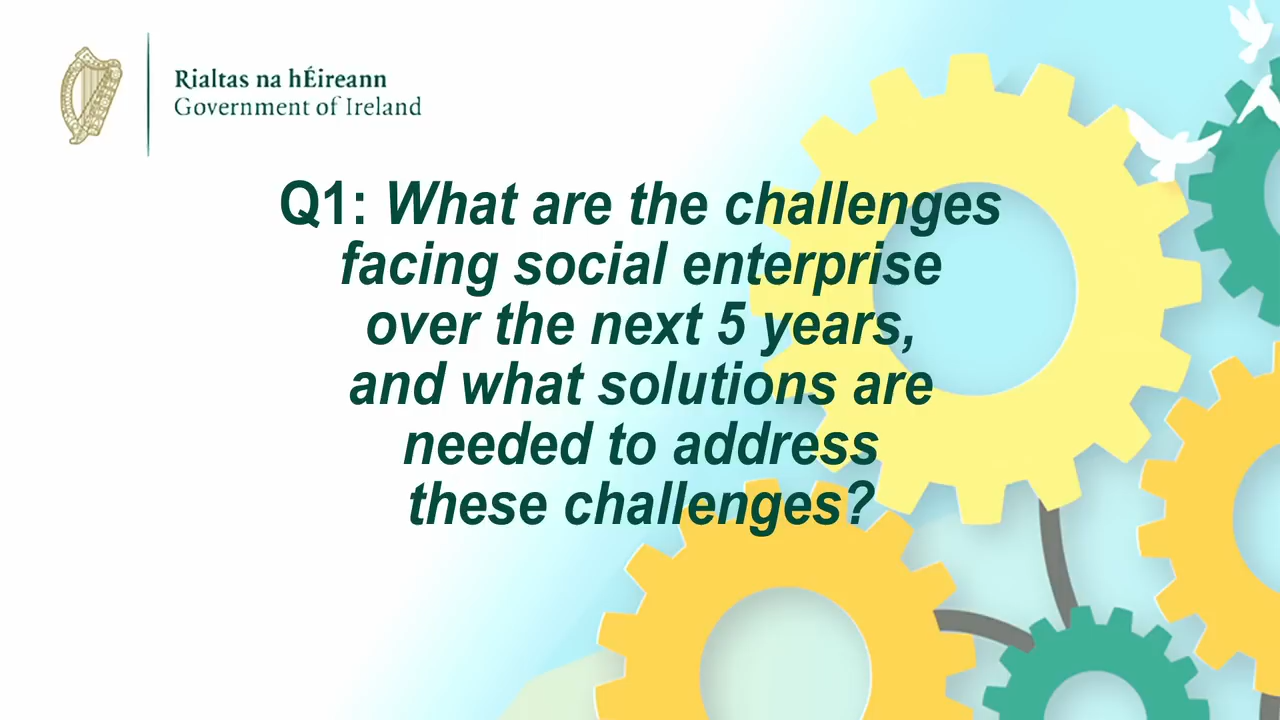 Rialtas na hÉireann
Government of Ireland
Q1: What are the challenges
facing social enterprise
over the next 5 years,
and what solutions are
needed to address
these challenges?